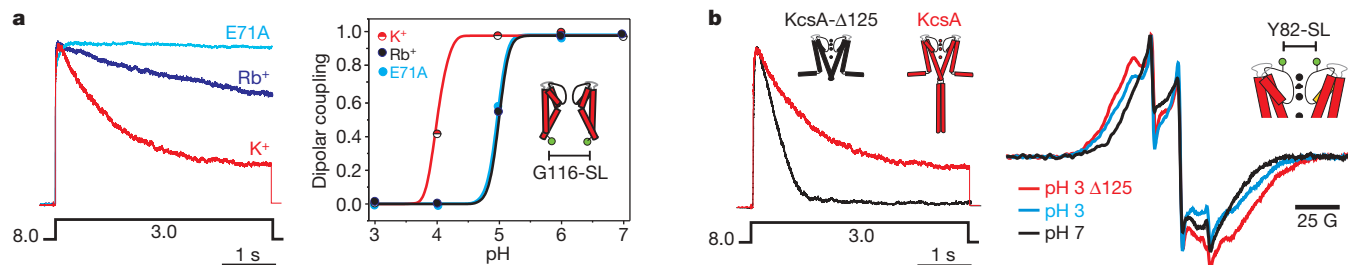 a
E71A
Rb+
K+
8.0
3.0
1 s
Dipolar coupling
1.0
0.8
0.6
0.4
0.2
0.0
K+
Rb+
E71A
G116-SL
3 4 5 6 7
pH
b
KcsA-Δ125
KcsA
8.0
3.0
1 s
Y82-SL
pH 3 Δ125
pH 3
pH 7
25 G